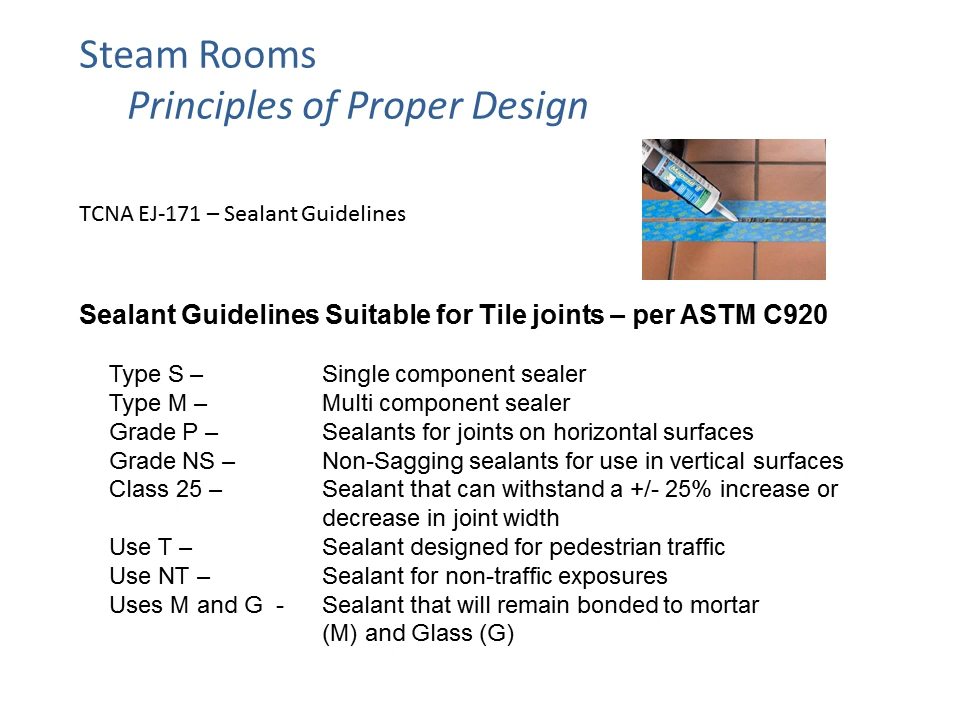 Steam Rooms
Principles of Proper Design
TCNA EJ-171 – Sealant Guidelines
Sealant Guidelines Suitable for Tile joints – per ASTM C920
Type S – Single component sealer
Type M – Multi component sealer
Grade P – Sealants for joints on horizontal surfaces
Grade NS – Non-Sagging sealants for use in vertical surfaces
Class 25 – Sealant that can withstand a +/- 25% increase or
decrease in joint width
Use T – Sealant designed for pedestrian traffic
Use NT – Sealant for non-traffic exposures
Uses M and G - Sealant that will remain bonded to mortar
(M) and Glass (G)